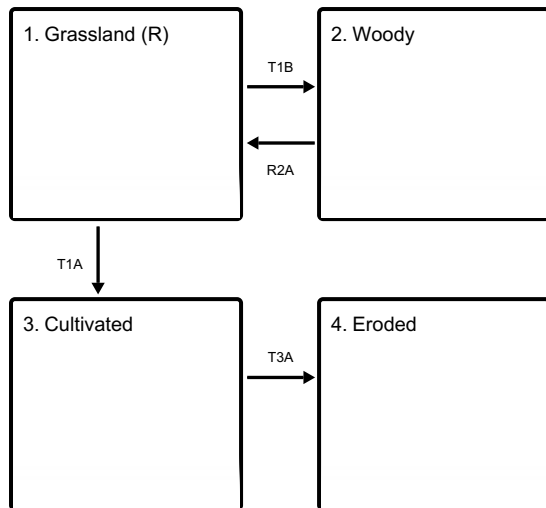 1. Grassland (R)
2. Woody
T1B
R2A
T1A
3. Cultivated
4. Eroded
T3A